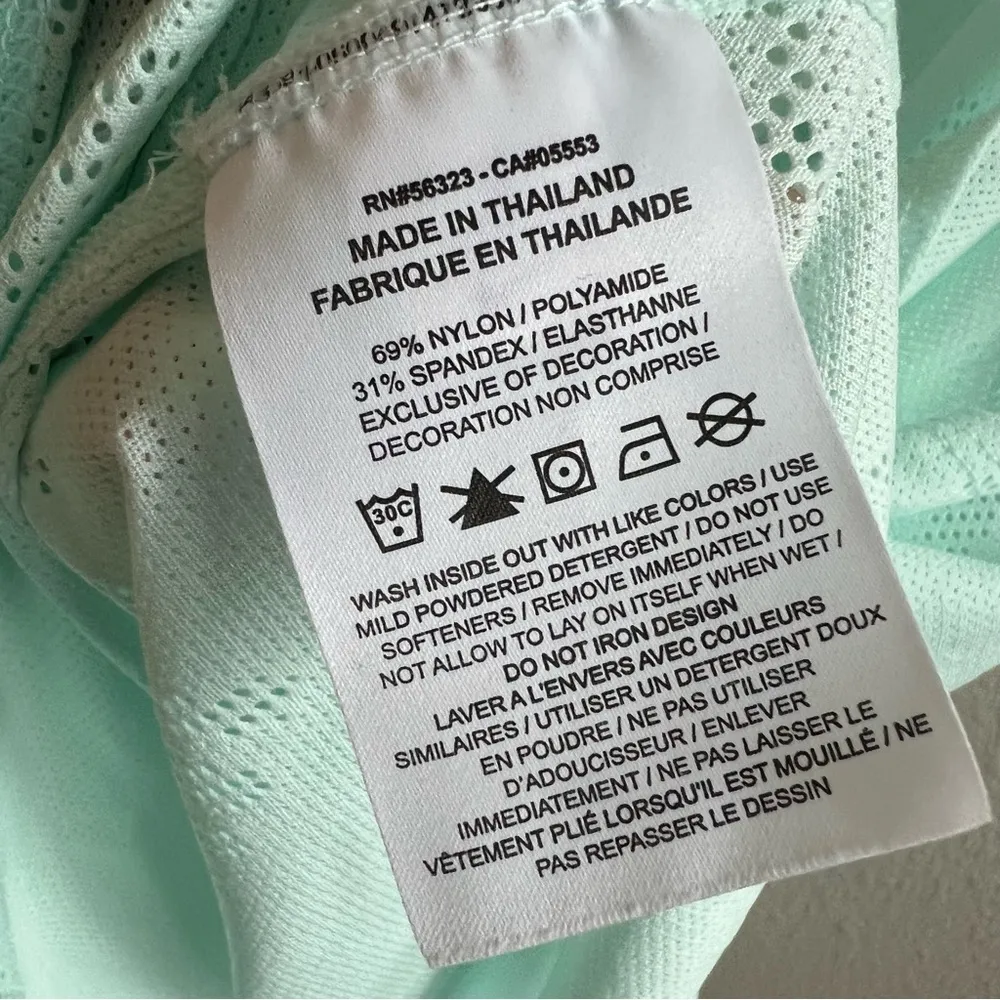 RN#56323 - CA#05553
MADE IN THAILAND
FABRIQUE EN THAILANDE
69% NYLON / POLYAMIDE
31% SPANDEX / ELASTHANNE
EXCLUSIVE OF DECORATION /
DECORATION NON COMPRISE
30C
WASH INSIDE OUT WITH LIKE COLORS / USE
MILD POWDERED DETERGENT / DO NOT USE
SOFTENERS / REMOVE IMMEDIATELY / DO
NOT ALLOW TO LAY ON ITSELF WHEN WET /
DO NOT IRON DESIGN
LAVER A L'ENVERS AVEC COULEURS
SIMILAIRES / UTILISER UN DETERGENT DOUX
EN POUDRE / NE PAS UTILISER
D'ADOUCISSEUR / ENLEVER
IMMEDIATEMENT / NE PAS LAISSER LE
VÊTEMENT PLIÉ LORSQU'IL EST MOUILLÉ / NE
PAS REPASSER LE DESSIN